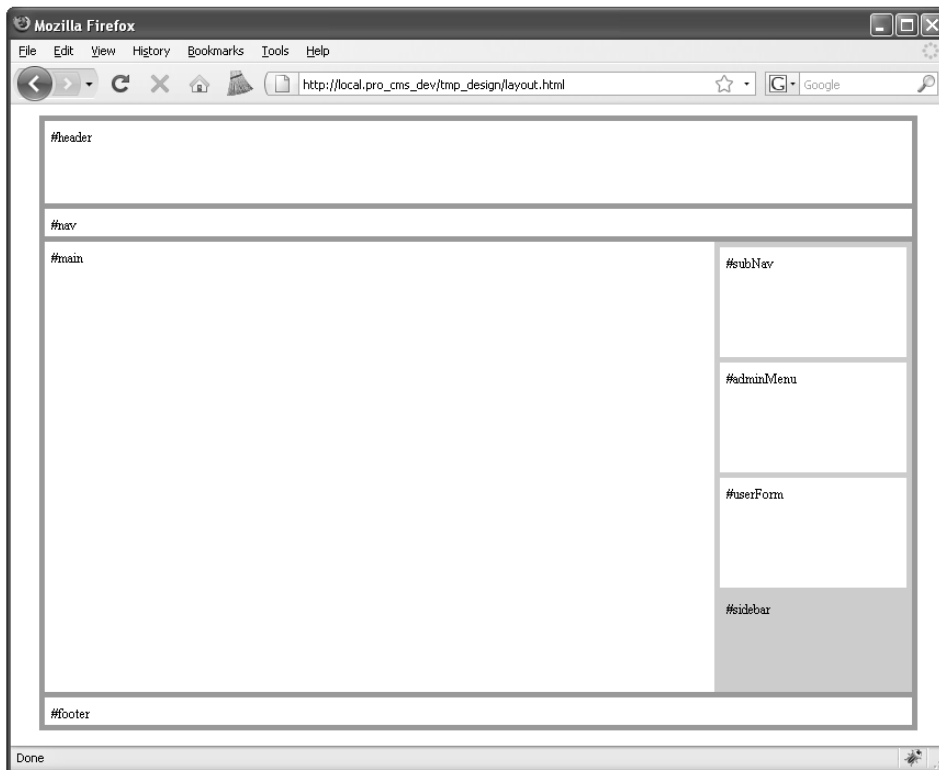 Mozilla Firefox
File Edit View History Bookmarks Tools Help
http://local.pro_cms_dev/tmp_design/layout.html G Google
#header
#nav
#main
#subNav
#adminMenu
#userForm
#sidebar
#footer
Done